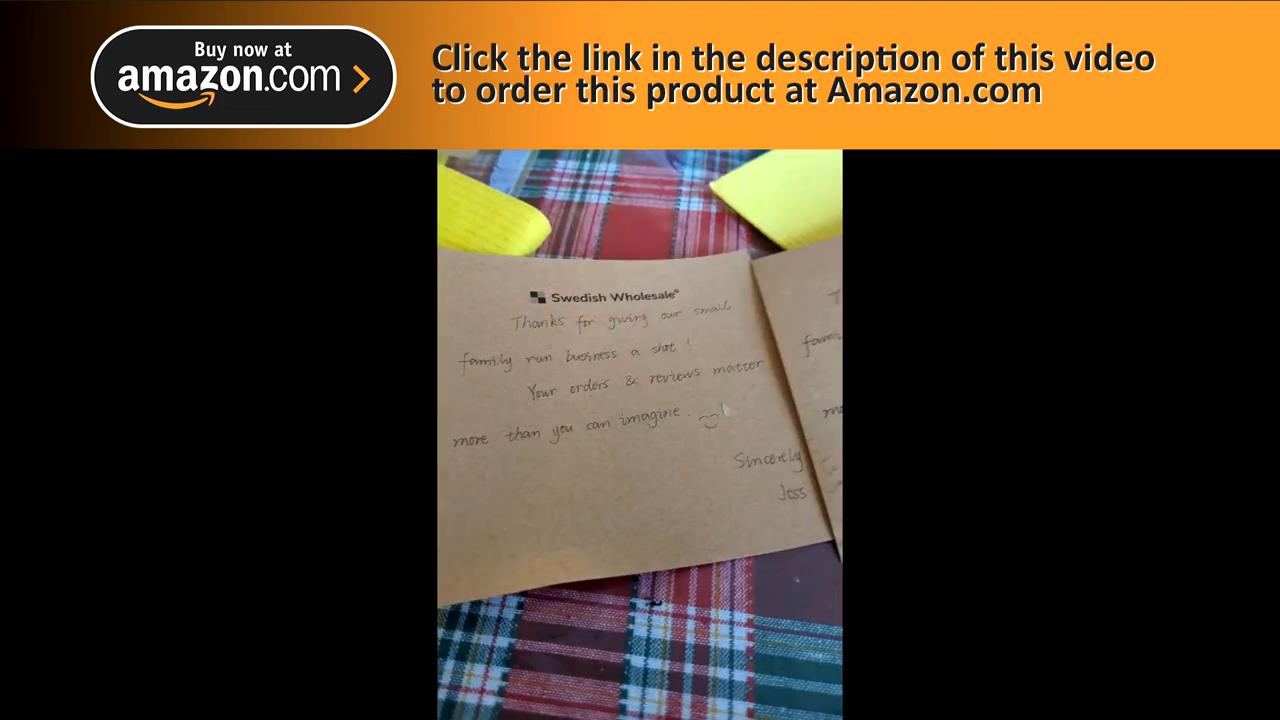 Buy now at
amazon.com
Click the link in the description of this video
to order this product at Amazon.com
Swedish Wholesale®
Thanks for giving our small
family run business a shot!
Your orders & reviews matter
more than you can imagine.
Sincerely
Jess